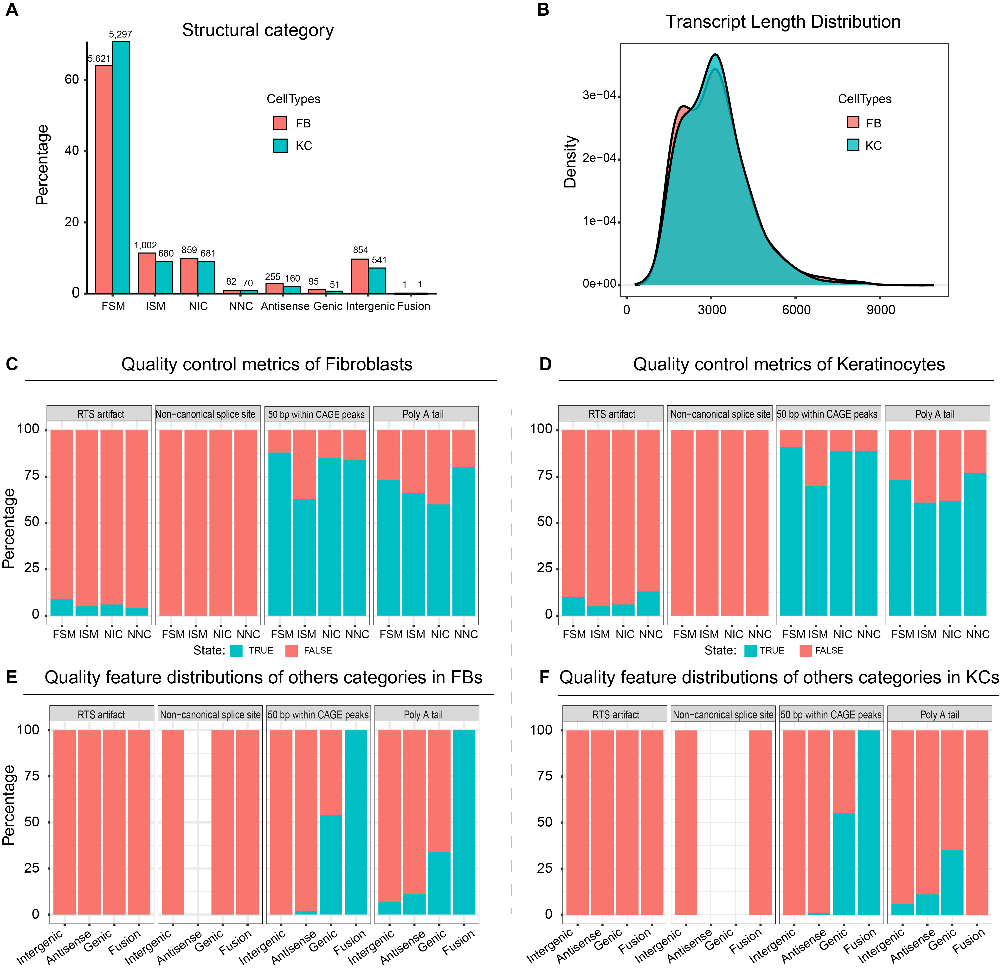 A
Structural category
5,297
5,621
60
40
20
0
Percentage
CellTypes
FB
KC
1,002
680
859
681
82
70
255
160
95
51
854
541
1
1
FSM
ISM
NIC
NNC
Antisense
Genic
Intergenic
Fusion
B
Transcript Length Distribution
Density
3e−04
2e−04
1e−04
0e+00
CellTypes
FB
KC
0
3000
6000
9000
C
Quality control metrics of Fibroblasts
RTS artifact
Non−canonical splice site
50 bp within CAGE peaks
Poly A tail
Percentage
100
75
50
25
0
FSM ISM NIC NNC
FSM ISM NIC NNC
FSM ISM NIC NNC
FSM ISM NIC NNC
State: TRUE FALSE
D
Quality control metrics of Keratinocytes
RTS artifact
Non−canonical splice site
50 bp within CAGE peaks
Poly A tail
100
75
50
25
0
FSM ISM NIC NNC
FSM ISM NIC NNC
FSM ISM NIC NNC
FSM ISM NIC NNC
State: TRUE FALSE
E
Quality feature distributions of others categories in FBs
RTS artifact
Non−canonical splice site
50 bp within CAGE peaks
Poly A tail
Percentage
100
75
50
25
0
Intergenic
Antisense
Genic
Fusion
Intergenic
Antisense
Genic
Fusion
Intergenic
Antisense
Genic
Fusion
Intergenic
Antisense
Genic
Fusion
F
Quality feature distributions of others categories in KCs
RTS artifact
Non−canonical splice site
50 bp within CAGE peaks
Poly A tail
100
75
50
25
0
Intergenic
Antisense
Genic
Fusion
Intergenic
Antisense
Genic
Fusion
Intergenic
Antisense
Genic
Fusion
Intergenic
Antisense
Genic
Fusion